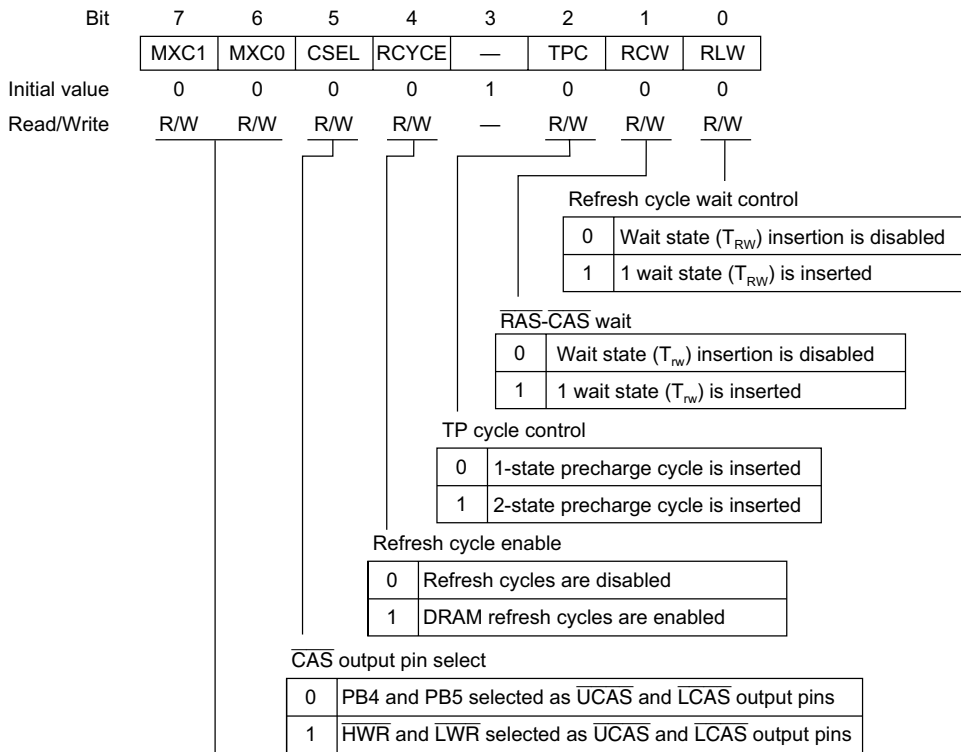 Bit 7 6 5 4 3 2 1 0
MXC1 MXC0 CSEL RCYCE — TPC RCW RLW
Initial value 0 0 0 0 1 0 0 0
Read/Write R/W R/W R/W R/W — R/W R/W R/W
Refresh cycle wait control
0 Wait state (TRW) insertion is disabled
1 1 wait state (TRW) is inserted
RAS-CAS wait
0 Wait state (Trw) insertion is disabled
1 1 wait state (Trw) is inserted
TP cycle control
0 1-state precharge cycle is inserted
1 2-state precharge cycle is inserted
Refresh cycle enable
0 Refresh cycles are disabled
1 DRAM refresh cycles are enabled
CAS output pin select
0 PB4 and PB5 selected as UCAS and LCAS output pins
1 HWR and LWR selected as UCAS and LCAS output pins